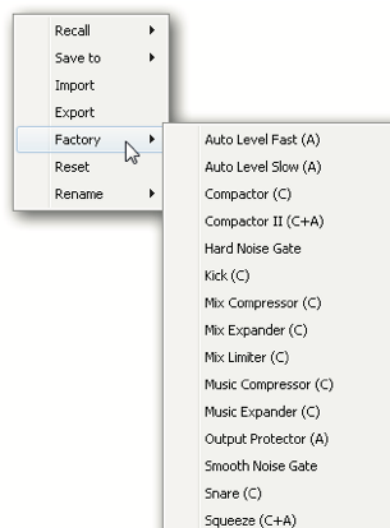 Recall
Save to
Import
Export
Factory
Reset
Rename
Auto Level Fast (A)
Auto Level Slow (A)
Compactor (C)
Compactor II (C+A)
Hard Noise Gate
Kick (C)
Mix Compressor (C)
Mix Expander (C)
Mix Limiter (C)
Music Compressor (C)
Music Expander (C)
Output Protector (A)
Smooth Noise Gate
Snare (C)
Squeeze (C+A)